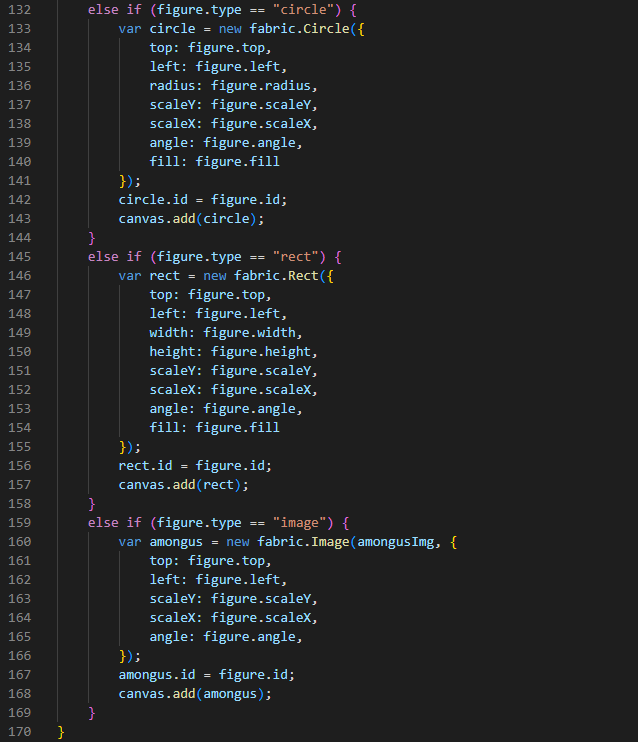 132 else if (figure.type == "circle") {
133 var circle = new fabric.Circle({
134 top: figure.top,
135 left: figure.left,
136 radius: figure.radius,
137 scaleY: figure.scaleY,
138 scaleX: figure.scaleX,
139 angle: figure.angle,
140 fill: figure.fill
141 });
142 circle.id = figure.id;
143 canvas.add(circle);
144 }
145 else if (figure.type == "rect") {
146 var rect = new fabric.Rect({
147 top: figure.top,
148 left: figure.left,
149 width: figure.width,
150 height: figure.height,
151 scaleY: figure.scaleY,
152 scaleX: figure.scaleX,
153 angle: figure.angle,
154 fill: figure.fill
155 });
156 rect.id = figure.id;
157 canvas.add(rect);
158 }
159 else if (figure.type == "image") {
160 var amongus = new fabric.Image(amongusImg, {
161 top: figure.top,
162 left: figure.left,
163 scaleY: figure.scaleY,
164 scaleX: figure.scaleX,
165 angle: figure.angle,
166 });
167 amongus.id = figure.id;
168 canvas.add(amongus);
169 }
170 }